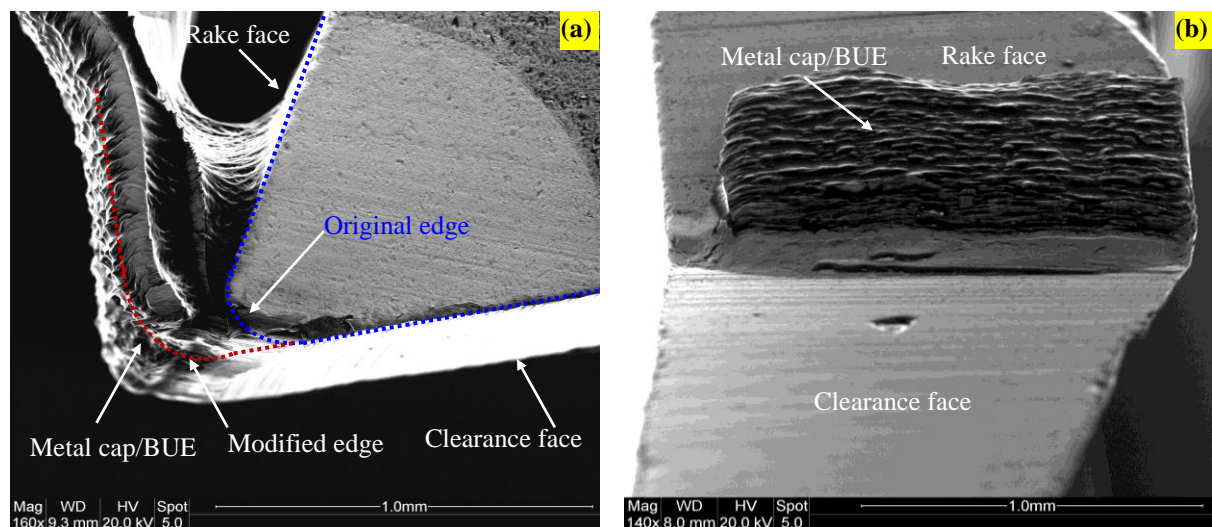 (a)
Rake face
Original edge
Metal cap/BUE
Modified edge
Clearance face
Mag WD HV Spot
160x 9.3 mm 20.0 kV 5.0
1.0mm
(b)
Metal cap/BUE
Rake face
Clearance face
Mag WD HV Spot
140x 8.0 mm 20.0 kV 5.0
1.0mm